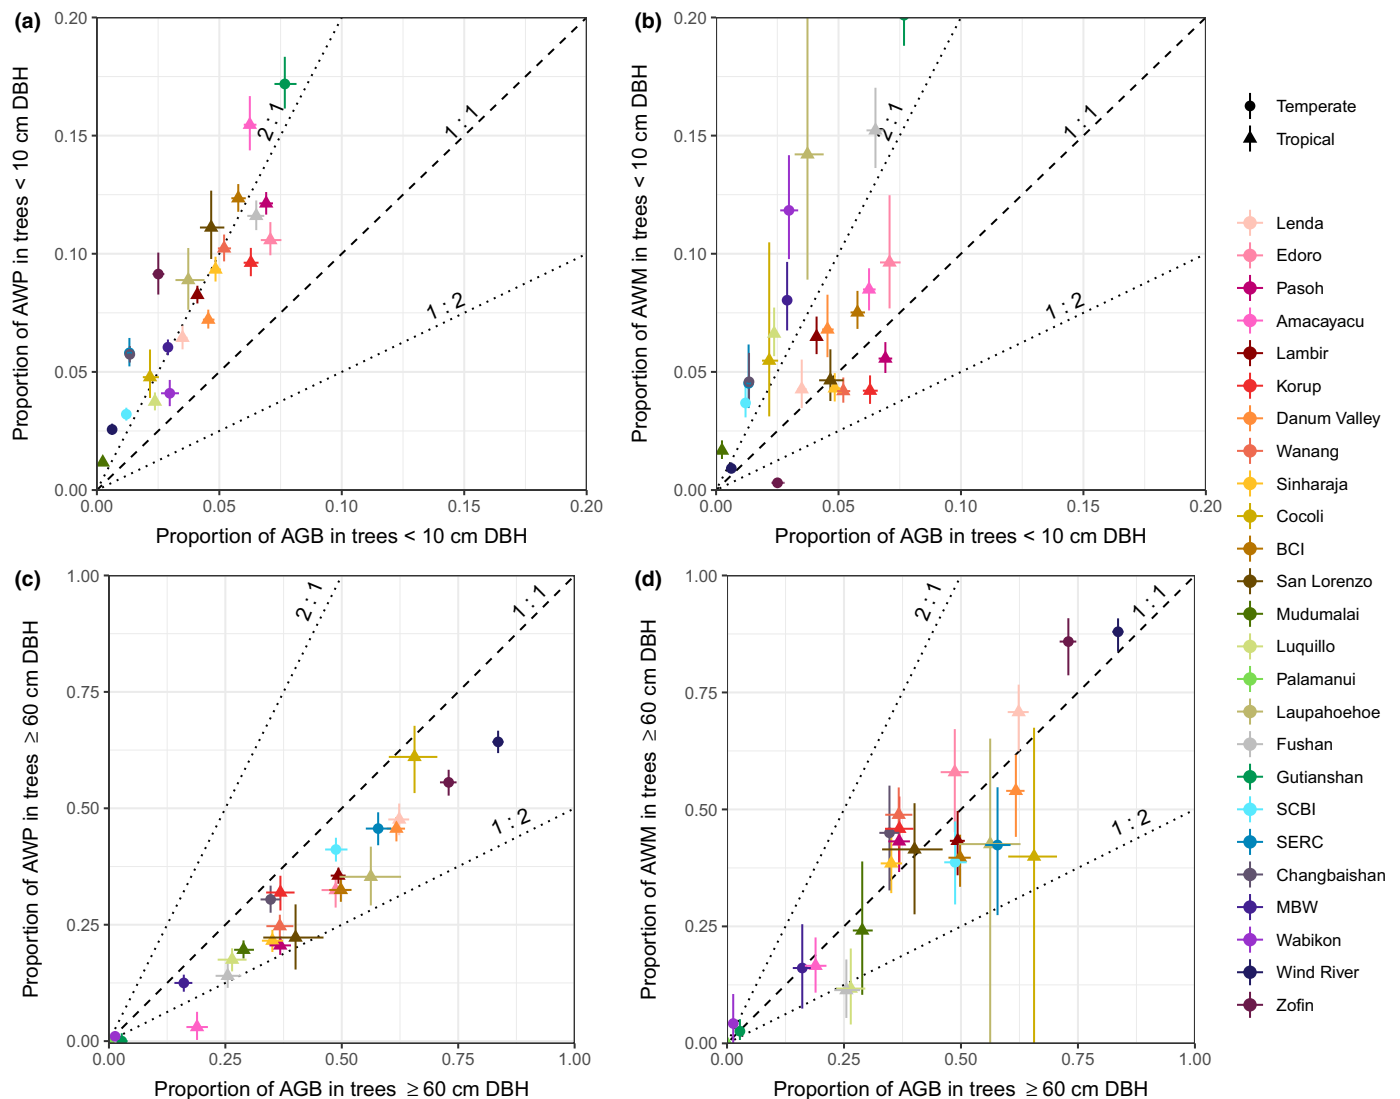 (a)
0.20
0.15
0.10
0.05
0.00
Proportion of AWP in trees < 10 cm DBH
2 : 1
1 : 1
1 : 2
0.00 0.05 0.10 0.15 0.20
Proportion of AGB in trees < 10 cm DBH
(b)
0.20
0.15
0.10
0.05
0.00
Proportion of AWM in trees < 10 cm DBH
2 : 1
1 : 1
1 : 2
0.00 0.05 0.10 0.15 0.20
Proportion of AGB in trees < 10 cm DBH
(c)
1.00
0.75
0.50
0.25
0.00
Proportion of AWP in trees ≥ 60 cm DBH
2 : 1
1 : 1
1 : 2
0.00 0.25 0.50 0.75 1.00
Proportion of AGB in trees ≥ 60 cm DBH
(d)
1.00
0.75
0.50
0.25
0.00
Proportion of AWM in trees ≥ 60 cm DBH
2 : 1
1 : 1
1 : 2
0.00 0.25 0.50 0.75 1.00
Proportion of AGB in trees ≥ 60 cm DBH
Temperate
Tropical
Lenda
Edoro
Pasoh
Amacayacu
Lambir
Korup
Danum Valley
Wanang
Sinharaja
Cocoli
BCI
San Lorenzo
Mudumalai
Luquillo
Palamanui
Laupahoehoe
Fushan
Gutianshan
SCBI
SERC
Changbaishan
MBW
Wabikon
Wind River
Zofin